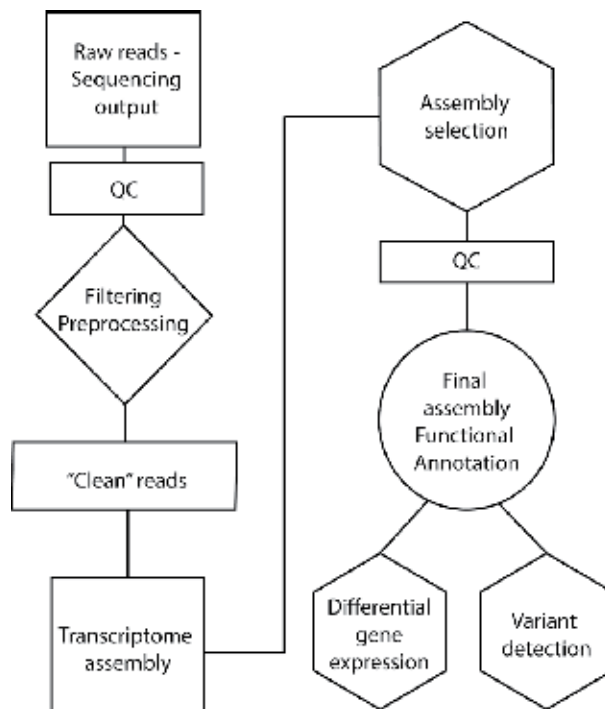 Raw reads -
Sequencing
output
QC
Filtering
Preprocessing
"Clean" reads
Transcriptome
assembly
Assembly
selection
QC
Final
assembly
Functional
Annotation
Differential
gene
expression
Variant
detection